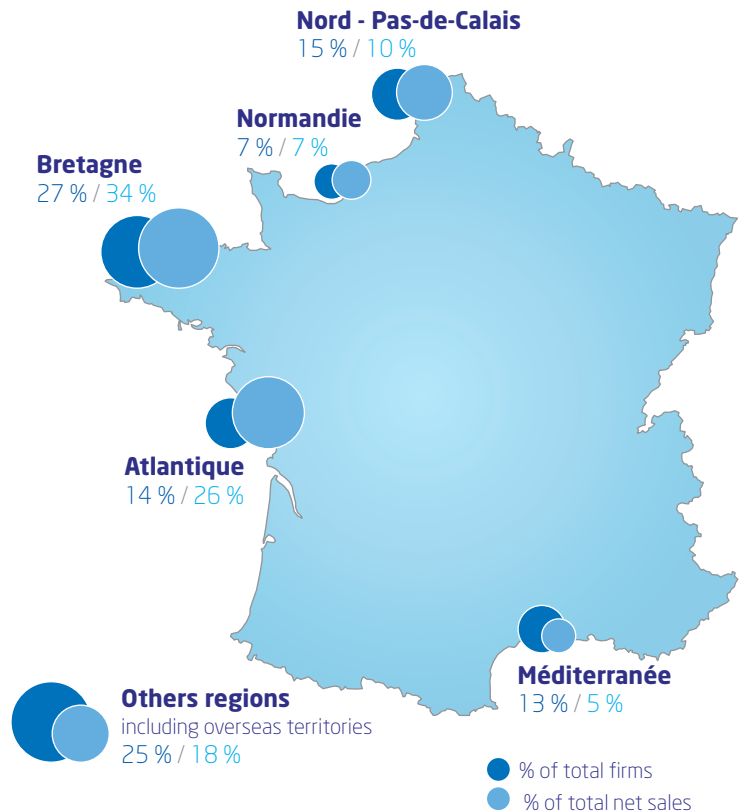 Nord - Pas-de-Calais
15 % / 10 %
Normandie
7 % / 7 %
Bretagne
27 % / 34 %
Atlantique
14 % / 26 %
Méditerranée
13 % / 5 %
Others regions
including overseas territories
25 % / 18 %
% of total firms
% of total net sales